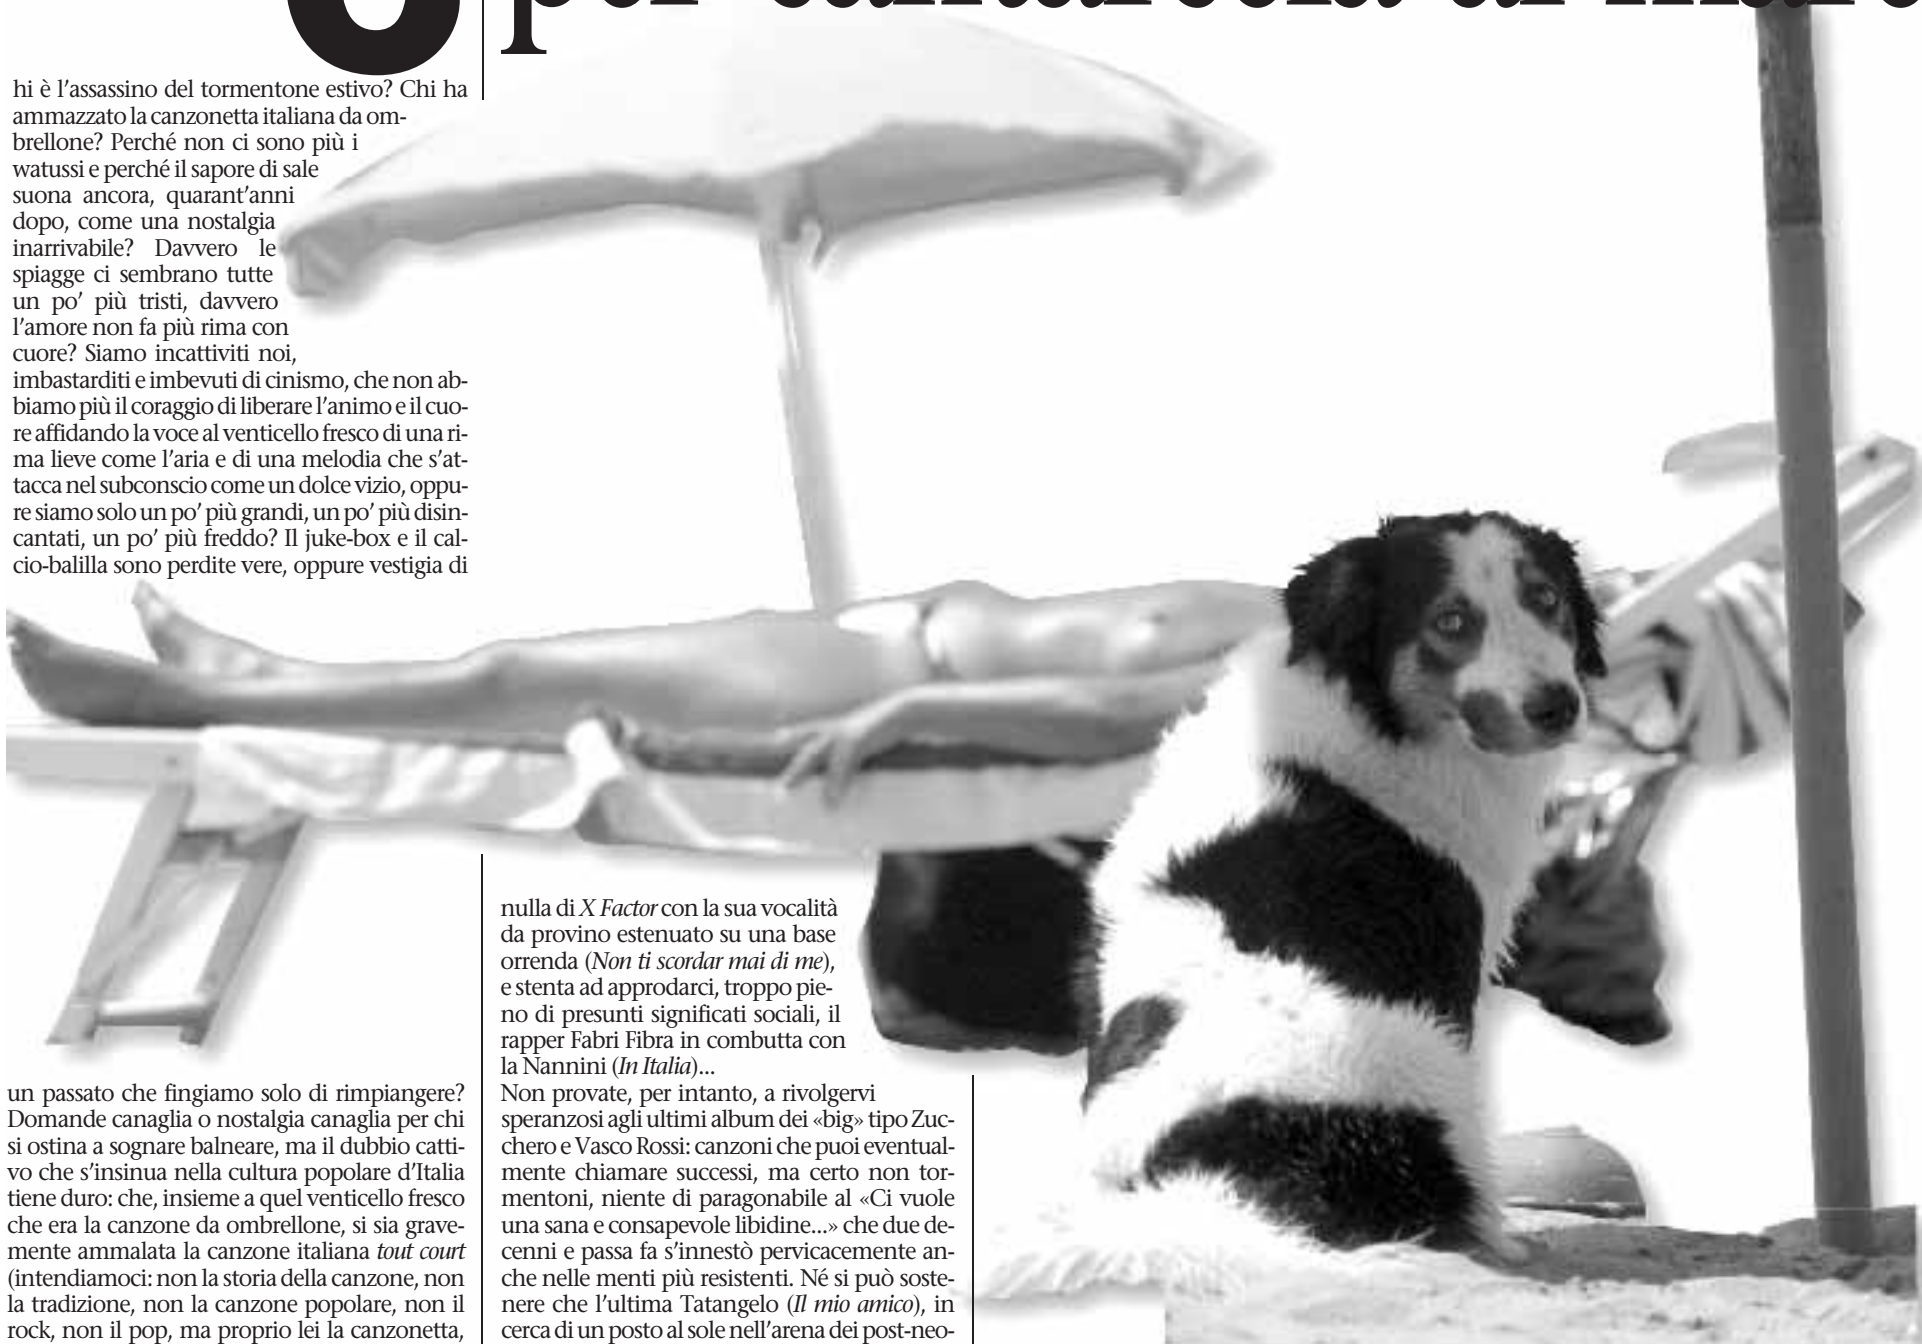 per cantarcela al mare
hi è l'assassino del tormentone estivo? Chi ha
ammazzato la canzonetta italiana da om-
brellone? Perché non ci sono più i
watussi e perché il sapore di sale
suona ancora, quarant'anni
dopo, come una nostalgia
inarrivabile? Davvero le
spiagge ci sembrano tutte
un po' più tristi, davvero
l'amore non fa più rima con
cuore? Siamo incattiviti noi,
imbastarditi e imbevuti di cinismo, che non ab-
biamo più il coraggio di liberare l'animo e il cuo-
re affidando la voce al venticello fresco di una ri-
ma lieve come l'aria e di una melodia che s'at-
tacca nel subconscio come un dolce vizio, oppu-
re siamo solo un po' più grandi, un po' più disin-
cantati, un po' più freddo? Il juke-box e il cal-
cio-balilla sono perdite vere, oppure vestigia di
un passato che fingiamo solo di rimpiangere?
Domande canaglia o nostalgia canaglia per chi
si ostina a sognare balneare, ma il dubbio catti-
vo che s'insinua nella cultura popolare d'Italia
tiene duro: che, insieme a quel venticello fresco
che era la canzone da ombrellone, si sia grave-
mente ammalata la canzone italiana tout court
(intendiamoci: non la storia della canzone, non
la tradizione, non la canzone popolare, non il
rock, non il pop, ma proprio lei la canzonetta,
nulla di X Factor con la sua vocalità
da provino estenuato su una base
orrenda (Non ti scordar mai di me),
e stenta ad approdarci, troppo pie-
no di presunti significati sociali, il
rapper Fabri Fibra in combutta con
la Nannini (In Italia)...
Non provate, per intanto, a rivolgervi
speranzosi agli ultimi album dei «big» tipo Zuc-
chero e Vasco Rossi: canzoni che puoi eventual-
mente chiamare successi, ma certo non tor-
mentoni, niente di paragonabile al «Ci vuole
una sana e consapevole libidine...» che due de-
cenni e passa fa s'innestò pervicacemente an-
che nelle menti più resistenti. Né si può soste-
nere che l'ultima Tatangelo (Il mio amico), in
cerca di un posto al sole nell'arena dei post-neo-